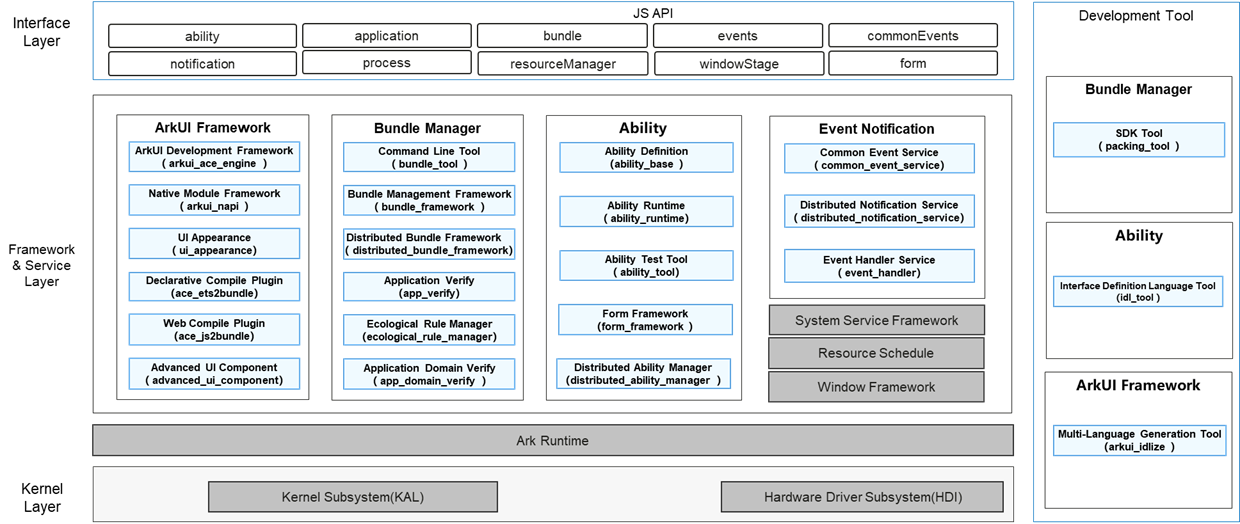 Interface
Layer
JS API
ability
application
bundle
events
commonEvents
notification
process
resourceManager
windowStage
form
Framework
& Service
Layer
ArkUI Framework
ArkUI Development Framework
( arkui_ace_engine )
Native Module Framework
( arkui_napi )
UI Appearance
( ui_appearance)
Declarative Compile Plugin
(ace_ets2bundle)
Web Compile Plugin
(ace_js2bundle)
Advanced UI Component
( advanced_ui_component)
Bundle Manager
Command Line Tool
( bundle_tool )
Bundle Management Framework
( bundle_framework )
Distributed Bundle Framework
( distributed_bundle_framework)
Application Verify
(app_verify)
Ecological Rule Manager
(ecological_rule_manager)
Application Domain Verify
( app_domain_verify )
Ability
Ability Definition
(ability_base )
Ability Runtime
( ability_runtime)
Ability Test Tool
( ability_tool)
Form Framework
(form_framework )
Distributed Ability Manager
(distributed_ability_manager )
Event Notification
Common Event Service
( common_event_service)
Distributed Notification Service
( distributed_notification_service)
Event Handler Service
( event_handler)
System Service Framework
Resource Schedule
Window Framework
Ark Runtime
Kernel
Layer
Kernel Subsystem(KAL)
Hardware Driver Subsystem(HDI)
Development Tool
Bundle Manager
SDK Tool
( packing_tool )
Ability
Interface Definition Language Tool
(idl_tool )
ArkUI Framework
Multi-Language Generation Tool
(arkui_idlize )